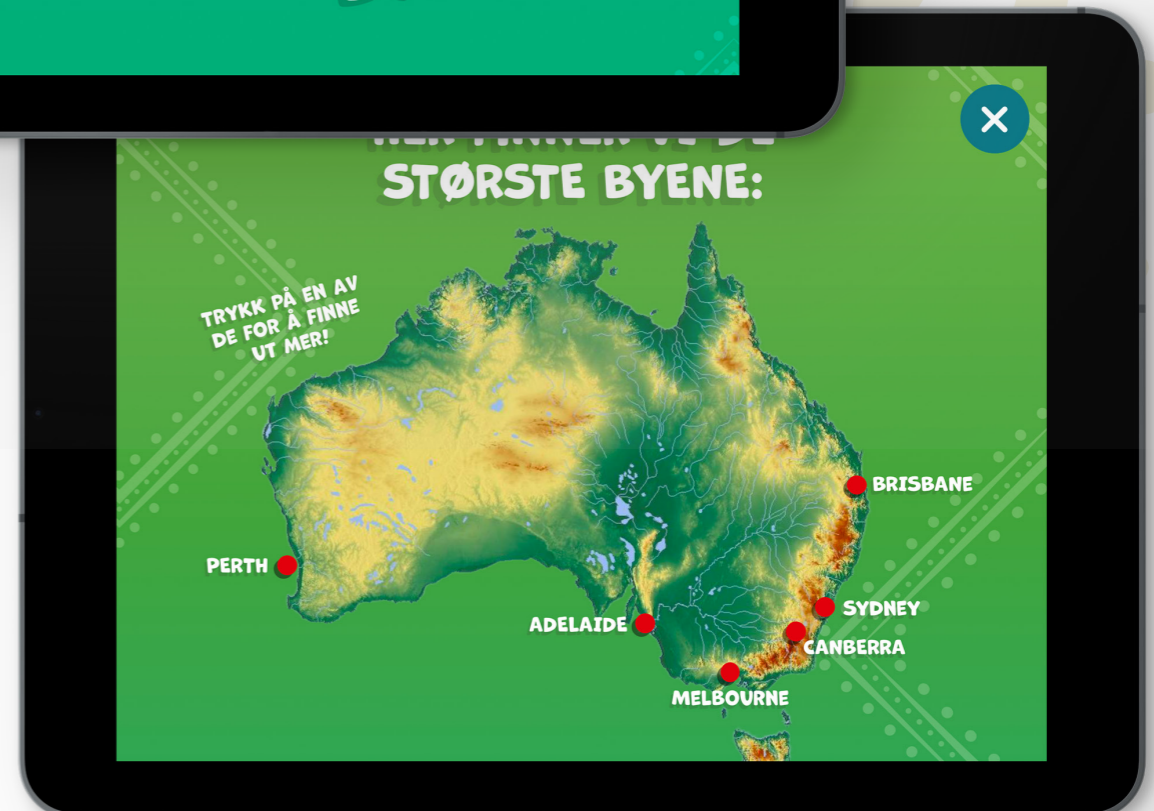 STØRSTE BYENE:
TRYKK PÅ EN AV
DE FOR Å FINNE
UT MER!
BRISBANE
PERTH
SYDNEY
ADELAIDE
CANBERRA
MELBOURNE